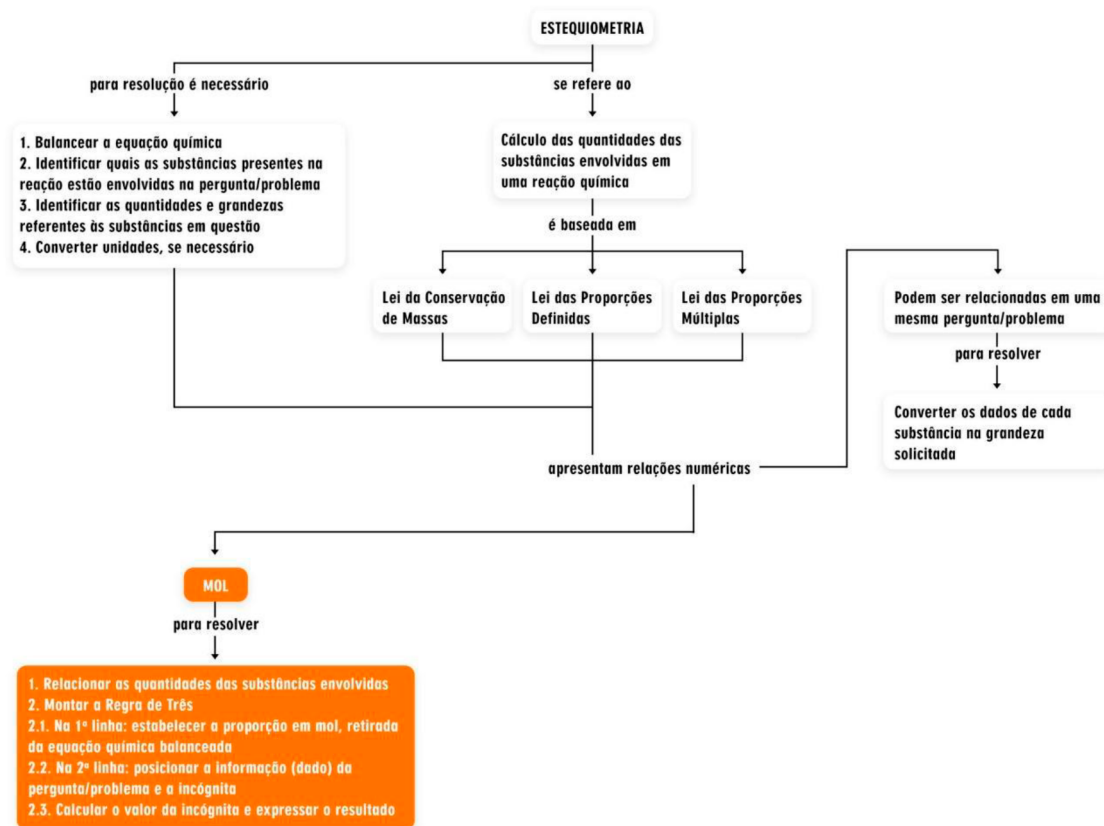 ESTEQUIOMETRIA
para resolução é necessário
se refere ao
1. Balancear a equação química
2. Identificar quais as substâncias presentes na
reação estão envolvidas na pergunta/problema
3. Identificar as quantidades e grandezas
referentes às substâncias em questão
4. Converter unidades, se necessário
Cálculo das quantidades das
substâncias envolvidas em
uma reação química
é baseada em
Lei da Conservação
de Massas
Lei das Proporções
Definidas
Lei das Proporções
Múltiplas
Podem ser relacionadas em uma
mesma pergunta/problema
para resolver
Converter os dados de cada
substância na grandeza
solicitada
apresentam relações numéricas
MOL
para resolver
1. Relacionar as quantidades das substâncias envolvidas
2. Montar a Regra de Três
2.1. Na 1ª linha: estabelecer a proporção em mol, retirada
da equação química balanceada
2.2. Na 2ª linha: posicionar a informação (dado) da
pergunta/problema e a incógnita
2.3. Calcular o valor da incógnita e expressar o resultado